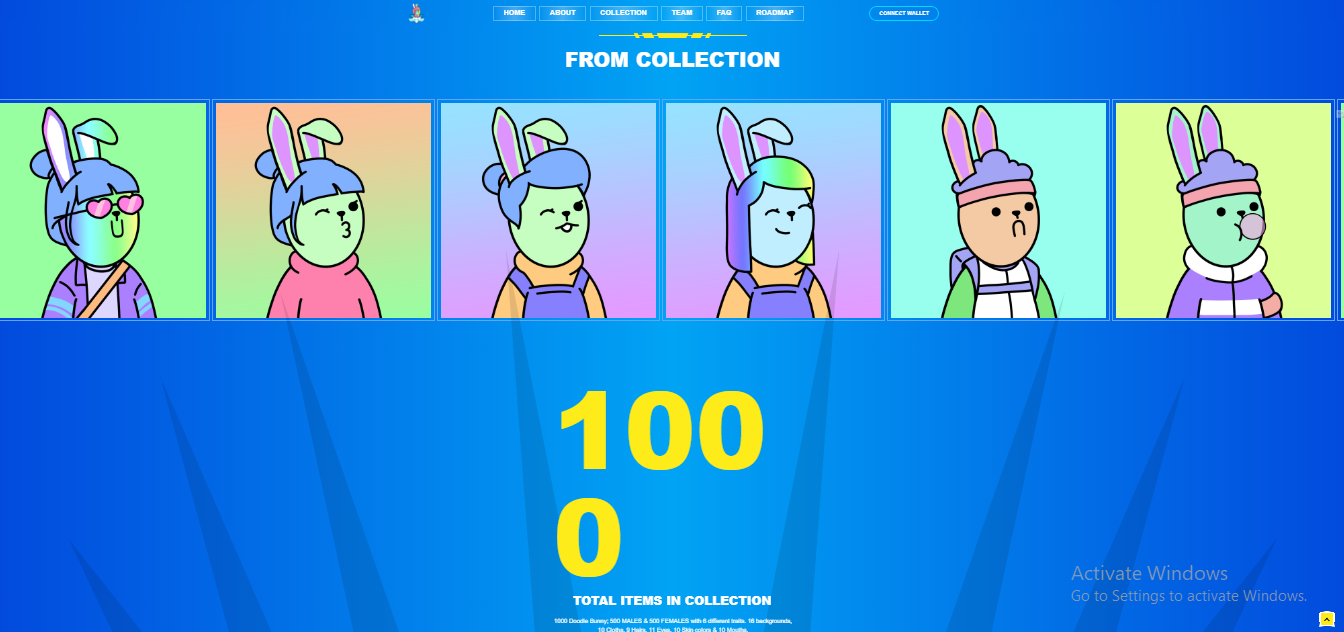 HOME
ABOUT
COLLECTION
TEAM
FAQ
ROADMAP
CONNECT WALLET
FROM COLLECTION
100
0
TOTAL ITEMS IN COLLECTION
1000 Doodle Bunny; 500 MALES & 500 FEMALES with 6 different traits. 16 backgrounds,
10 Cloths, 9 Hairs, 11 Eyes, 10 Skin colors & 10 Mouths.
Activate Windows
Go to Settings to activate Windows.